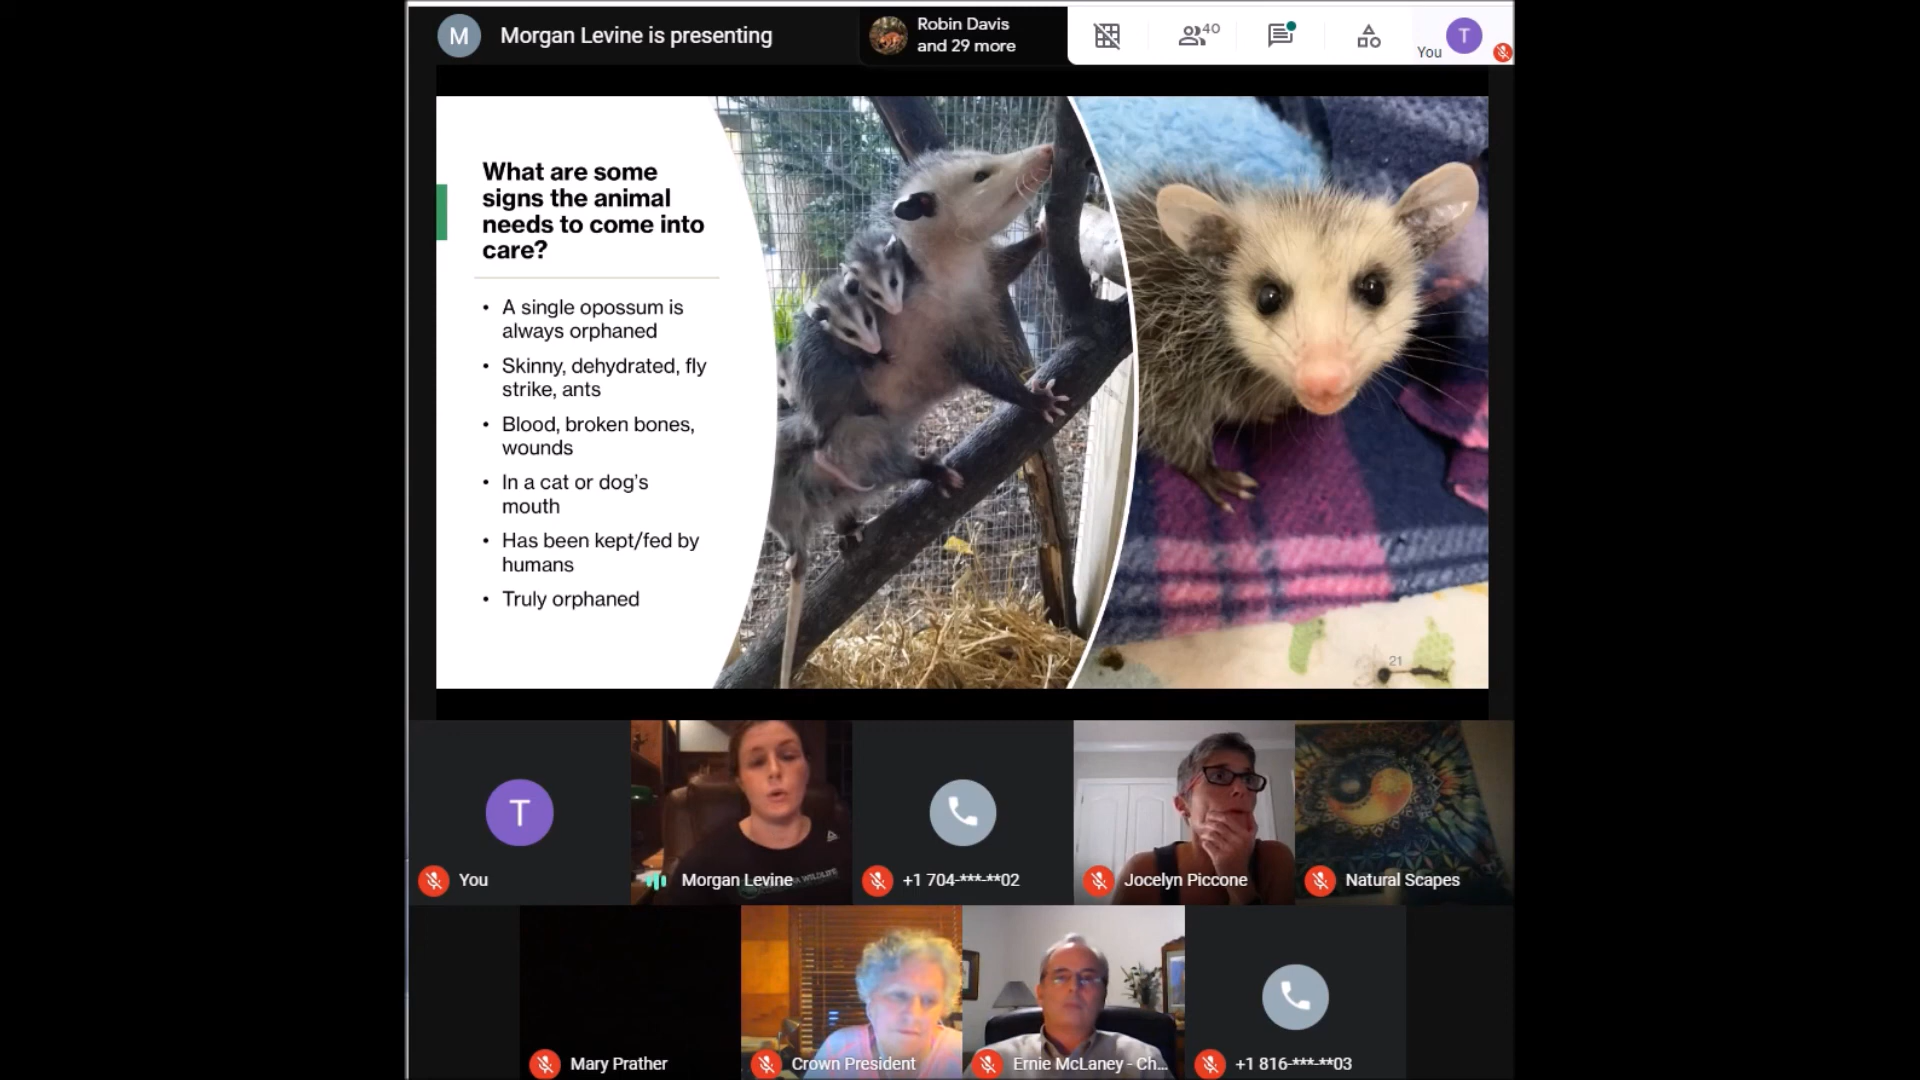 M
Morgan Levine is presenting
Robin Davis
and 29 more
40
You
T
What are some
signs the animal
needs to come into
care?
• A single opossum is
always orphaned
• Skinny, dehydrated, fly
strike, ants
• Blood, broken bones,
wounds
• In a cat or dog's
mouth
• Has been kept/fed by
humans
• Truly orphaned
21
T
You
Morgan Levine
+1 704-***-**02
Jocelyn Piccone
Natural Scapes
Mary Prather
Crown President
Ernie McLaney - Ch...
+1 816-***-**03